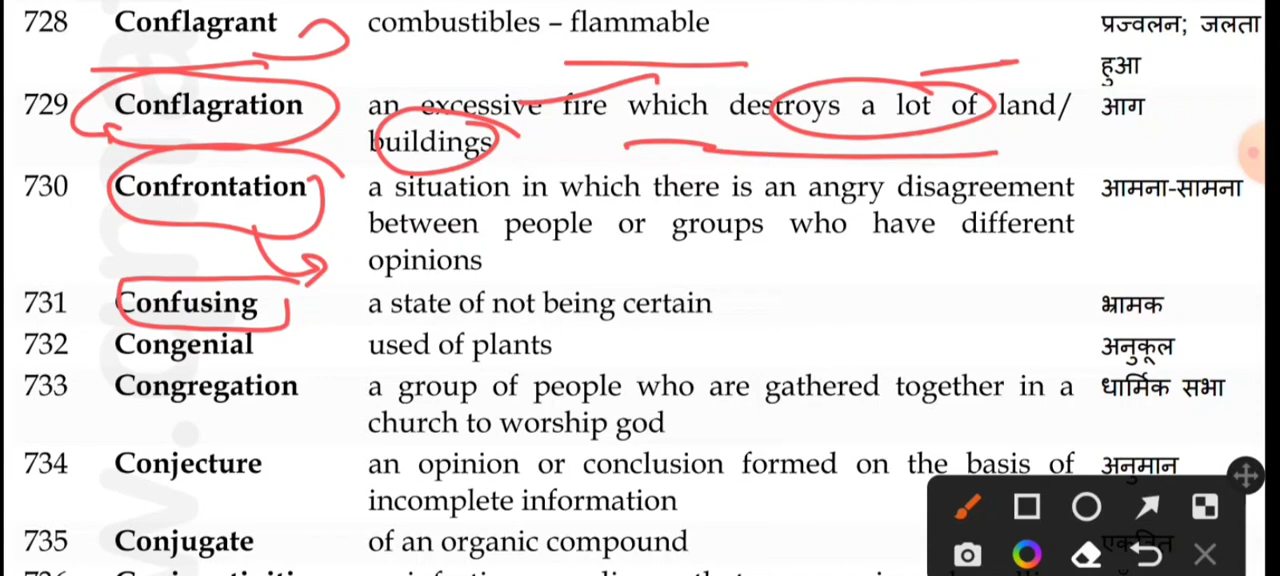 728 Conflagrant combustibles – flammable प्रज्वलन; जलता
हुआ
729 Conflagration an excessive fire which destroys a lot of land/ आग
buildings
730 Confrontation a situation in which there is an angry disagreement आमना-सामना
between people or groups who have different
opinions
731 Confusing a state of not being certain भ्रामक
732 Congenial used of plants अनुकूल
733 Congregation a group of people who are gathered together in a धार्मिक सभा
church to worship god
734 Conjecture an opinion or conclusion formed on the basis of अनुमान
incomplete information
735 Conjugate of an organic compound